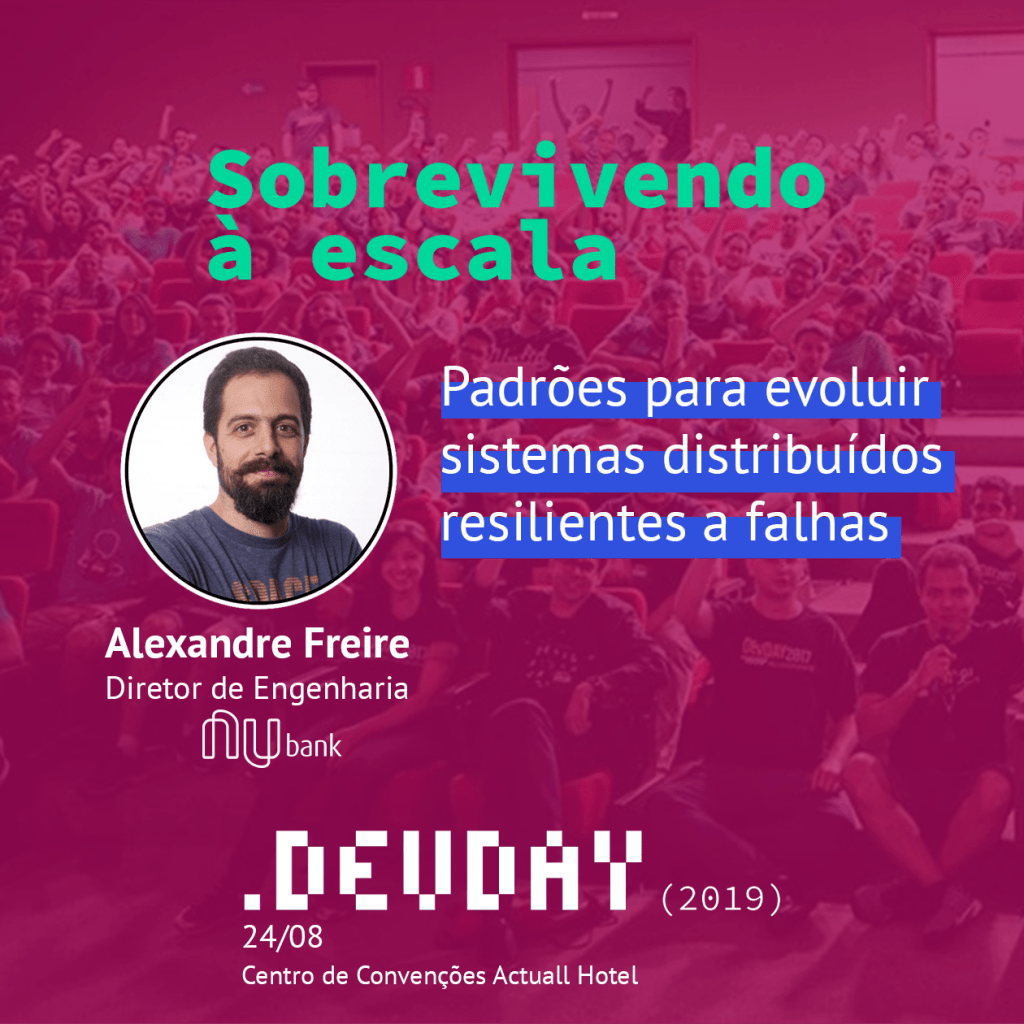 Sobrevivendo
à escala
Padrões para evoluir
sistemas distribuídos
resilientes a falhas
Alexandre Freire
Diretor de Engenharia
nu bank
.DEVDAY (2019)
24/08
Centro de Convenções Actuall Hotel
DevDAY2017